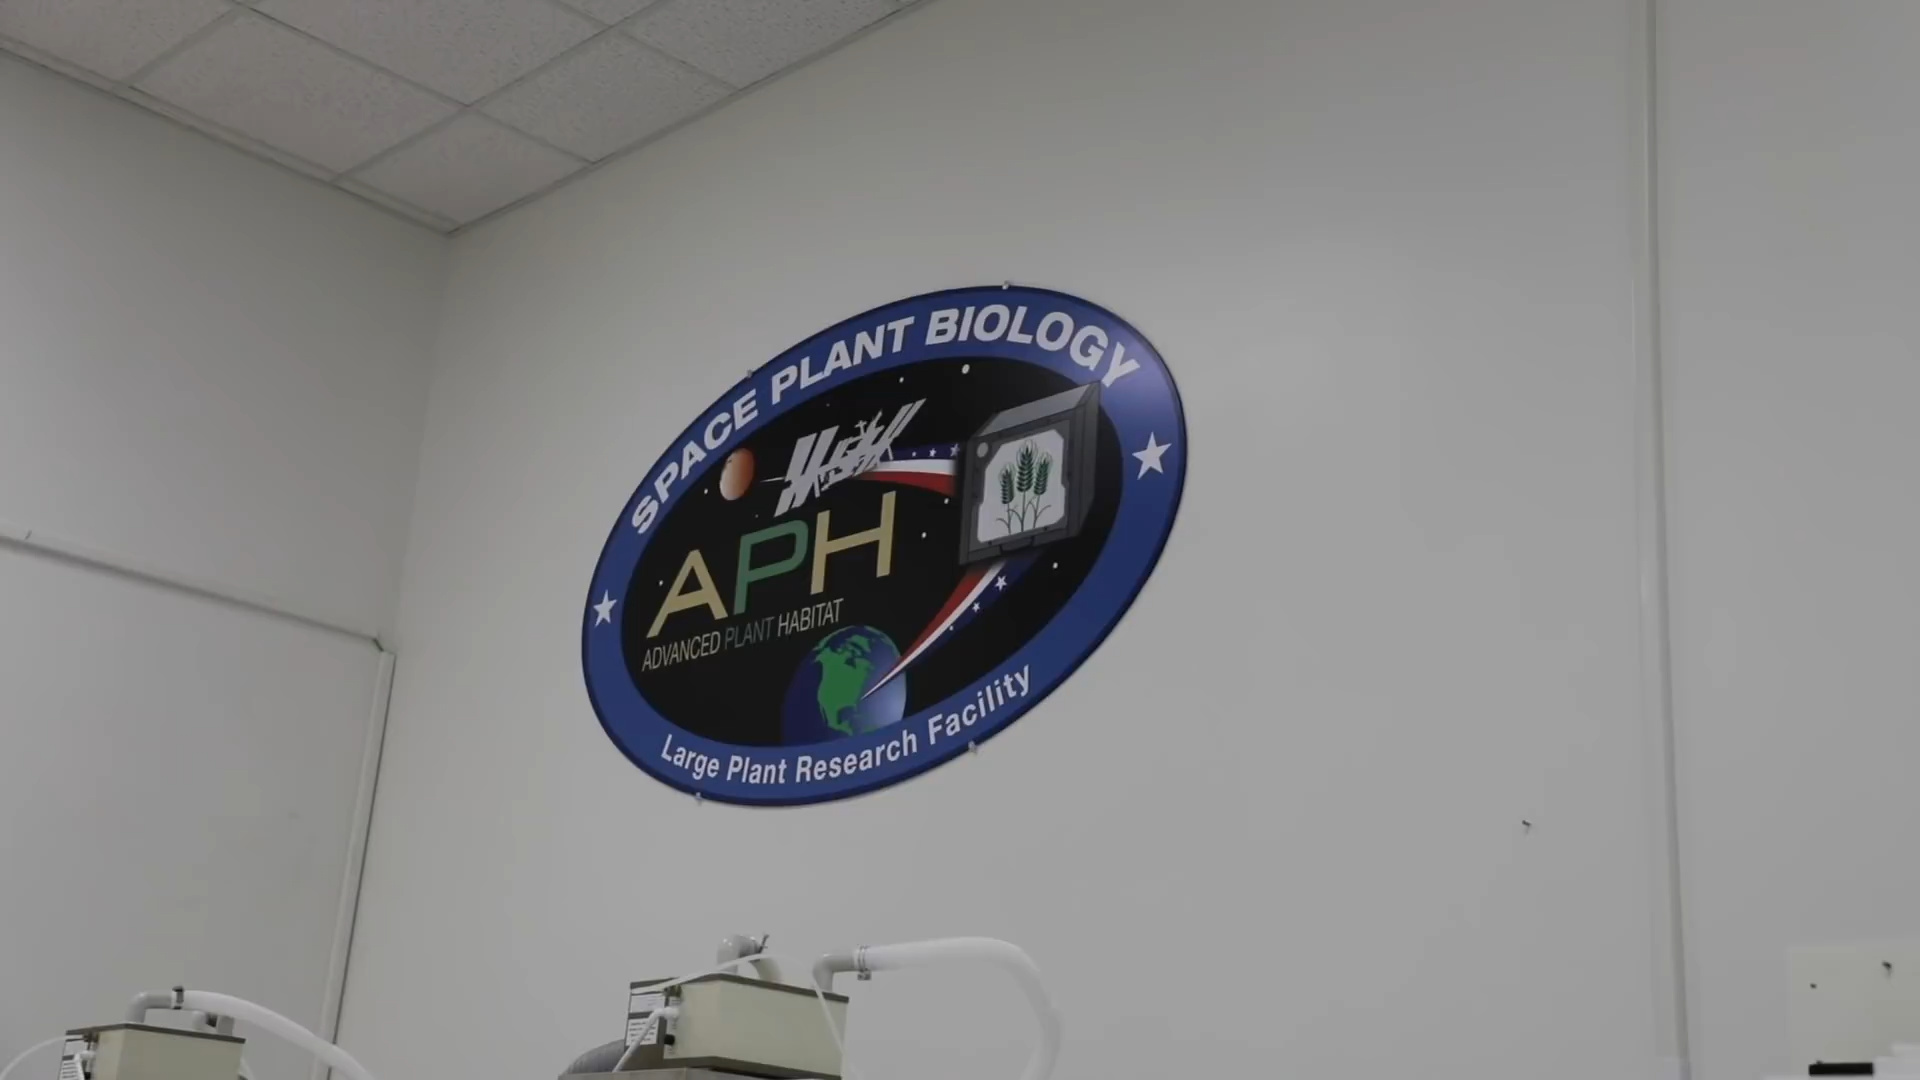 SPACE PLANT BIOLOGY
APH
ADVANCED PLANT HABITAT
Large Plant Research Facility